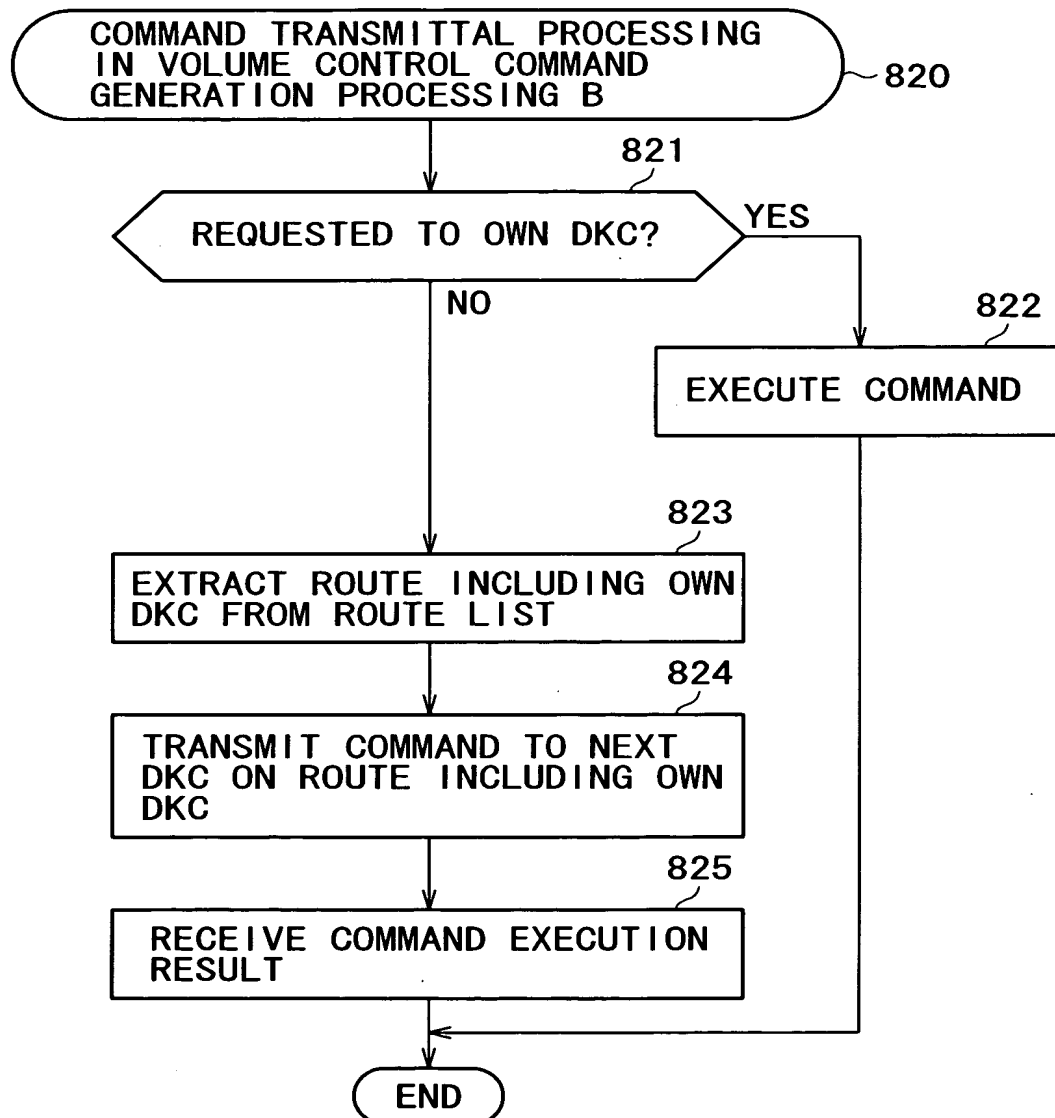 COMMAND TRANSMITTAL PROCESSING
IN VOLUME CONTROL COMMAND
GENERATION PROCESSING B
820
821
REQUESTED TO OWN DKC?
YES
NO
822
EXECUTE COMMAND
823
EXTRACT ROUTE INCLUDING OWN
DKC FROM ROUTE LIST
824
TRANSMIT COMMAND TO NEXT
DKC ON ROUTE INCLUDING OWN
DKC
825
RECEIVE COMMAND EXECUTION
RESULT
END